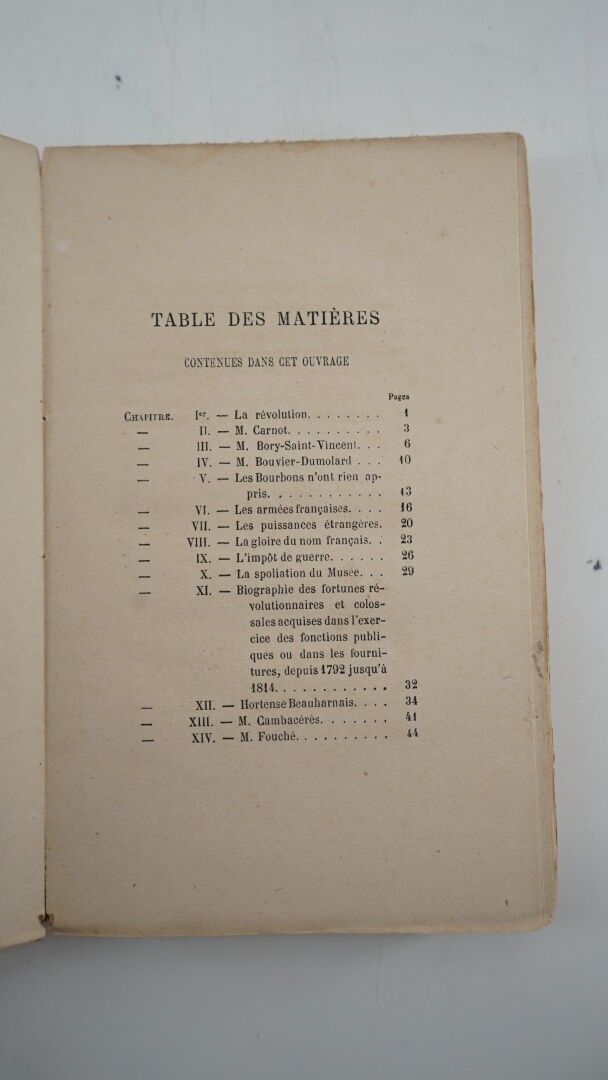 TABLE DES MATIÈRES
CONTENUES DANS CET OUVRAGE
Pages
CHAPITRE. Ier. — La révolution. . . . . . . . 1
— II. — M. Carnot. . . . . . . . . . 3
— III. — M. Bory-Saint-Vincent. . . 6
— IV. — M. Bouvier-Dumolard . . . 10
— V. — Les Bourbons n'ont rien ap-
pris. . . . . . . . . . . . 13
— VI. — Les armées françaises. . . . 16
— VII. — Les puissances étrangères. 20
— VIII. — La gloire du nom français. . 23
— IX. — L'impôt de guerre. . . . . . 26
— X. — La spoliation du Musée. . . 29
— XI. — Biographie des fortunes ré-
volutionnaires et colos-
sales acquises dans l'exer-
cice des fonctions publi-
ques ou dans les fourni-
tures, depuis 1792 jusqu'à
1814. . . . . . . . . . . . 32
— XII. — Hortense Beauharnais. . . . 34
— XIII. — M. Cambacérès. . . . . . . 41
— XIV. — M. Fouché. . . . . . . . . . 44